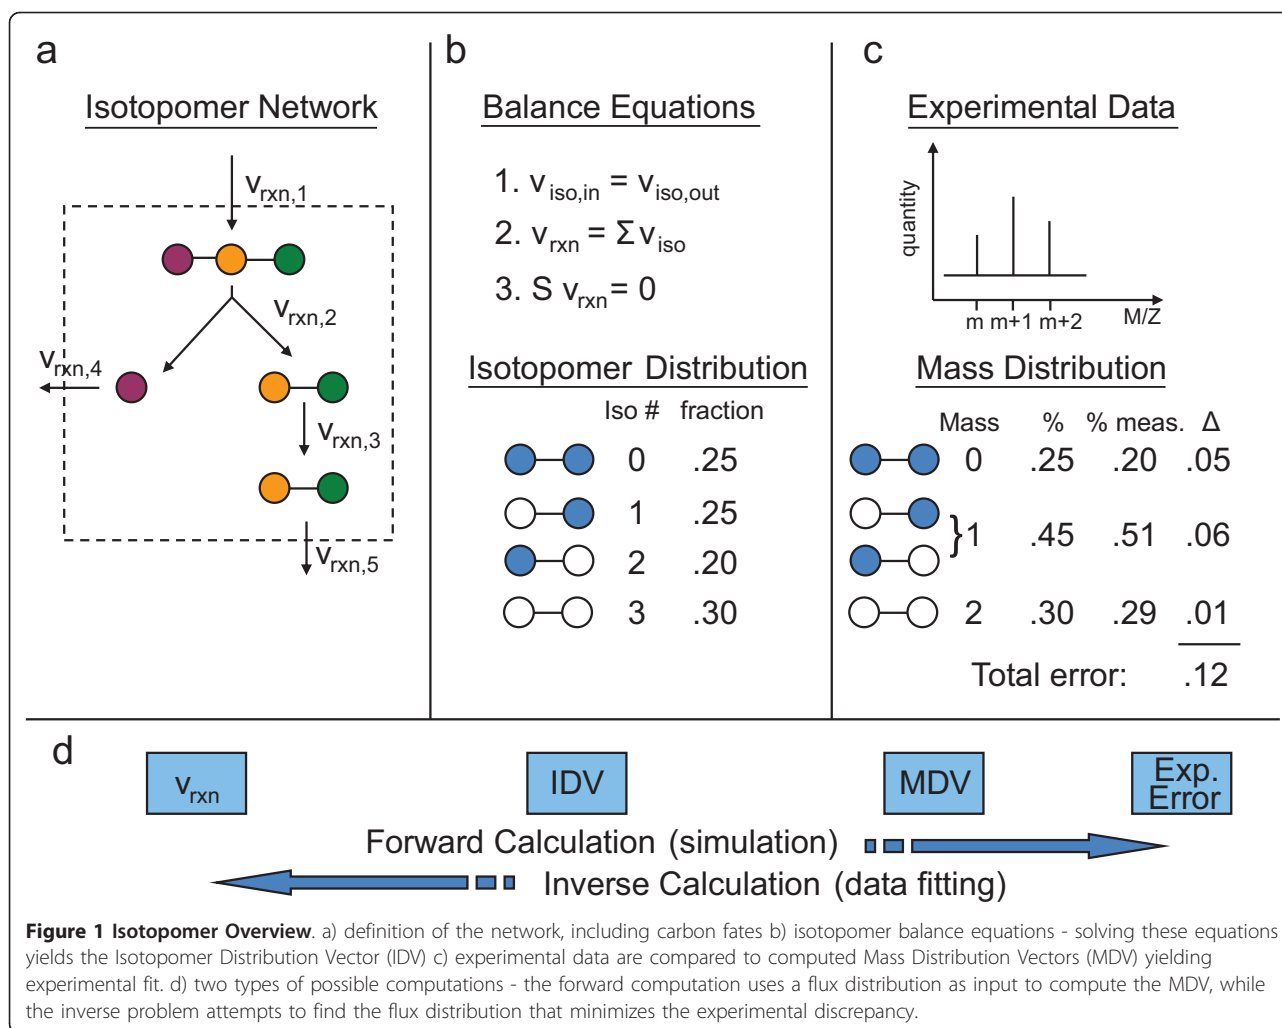 a
Isotopomer Network
v rxn,1
v rxn,2
v rxn,4
v rxn,3
v rxn,5
b
Balance Equations
1. v iso,in = v iso,out
2. v rxn = Σ v iso
3. S v rxn = 0
Isotopomer Distribution
Iso # fraction
0 .25
1 .25
2 .20
3 .30
c
Experimental Data
quantity
m m+1 m+2 M/Z
Mass Distribution
Mass % % meas. Δ
0 .25 .20 .05
}1 .45 .51 .06
2 .30 .29 .01
Total error: .12
d
v rxn
IDV
MDV
Exp.
Error
Forward Calculation (simulation)
Inverse Calculation (data fitting)
Figure 1 Isotopomer Overview. a) definition of the network, including carbon fates b) isotopomer balance equations - solving these equations
yields the Isotopomer Distribution Vector (IDV) c) experimental data are compared to computed Mass Distribution Vectors (MDV) yielding
experimental fit. d) two types of possible computations - the forward computation uses a flux distribution as input to compute the MDV, while
the inverse problem attempts to find the flux distribution that minimizes the experimental discrepancy.